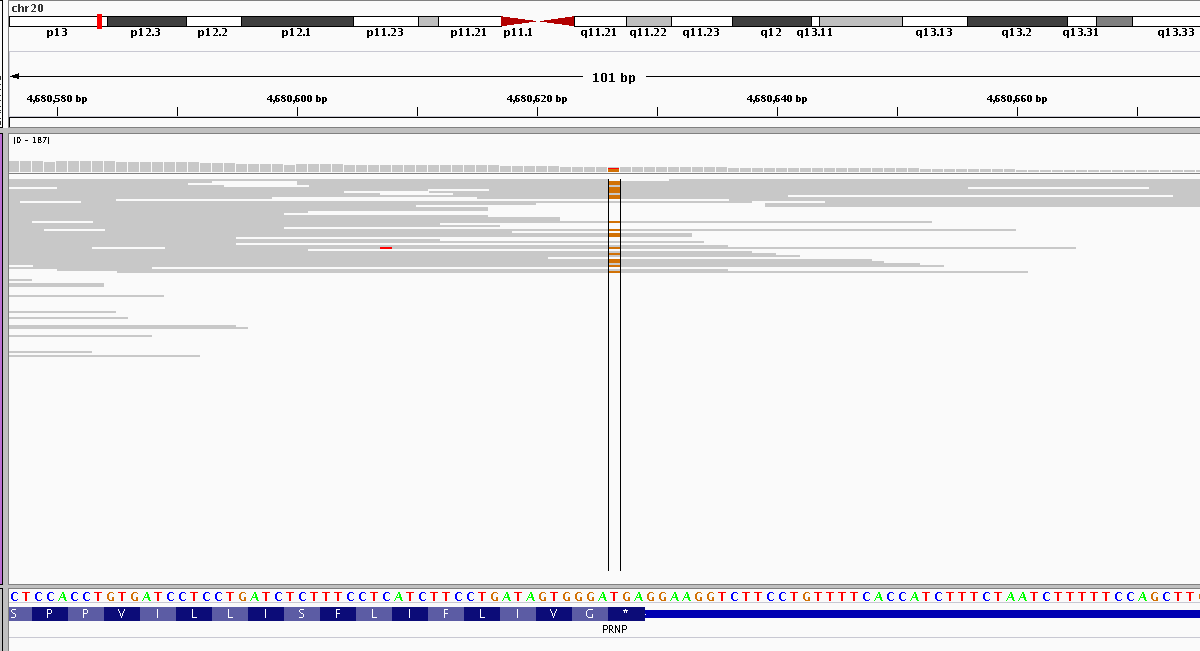 chr20
p13 p12.3 p12.2 p12.1 p11.23 p11.21 p11.1 q11.21 q11.22 q11.23 q12 q13.11 q13.13 q13.2 q13.31 q13.33
101 bp
4,680,580 bp 4,680,600 bp 4,680,620 bp 4,680,640 bp 4,680,660 bp
[0 - 187]
CTCCACCTGTGATCCTCCTGATCTCTTTCCTCATCTTCCTGATAGTGGGATGAGGAAGGTCTTCCTGTTTTCACCATCTTTCTAATCTTTTTCCAGCTT
S P P V I L L I S F L I F L I V G *
PRNP